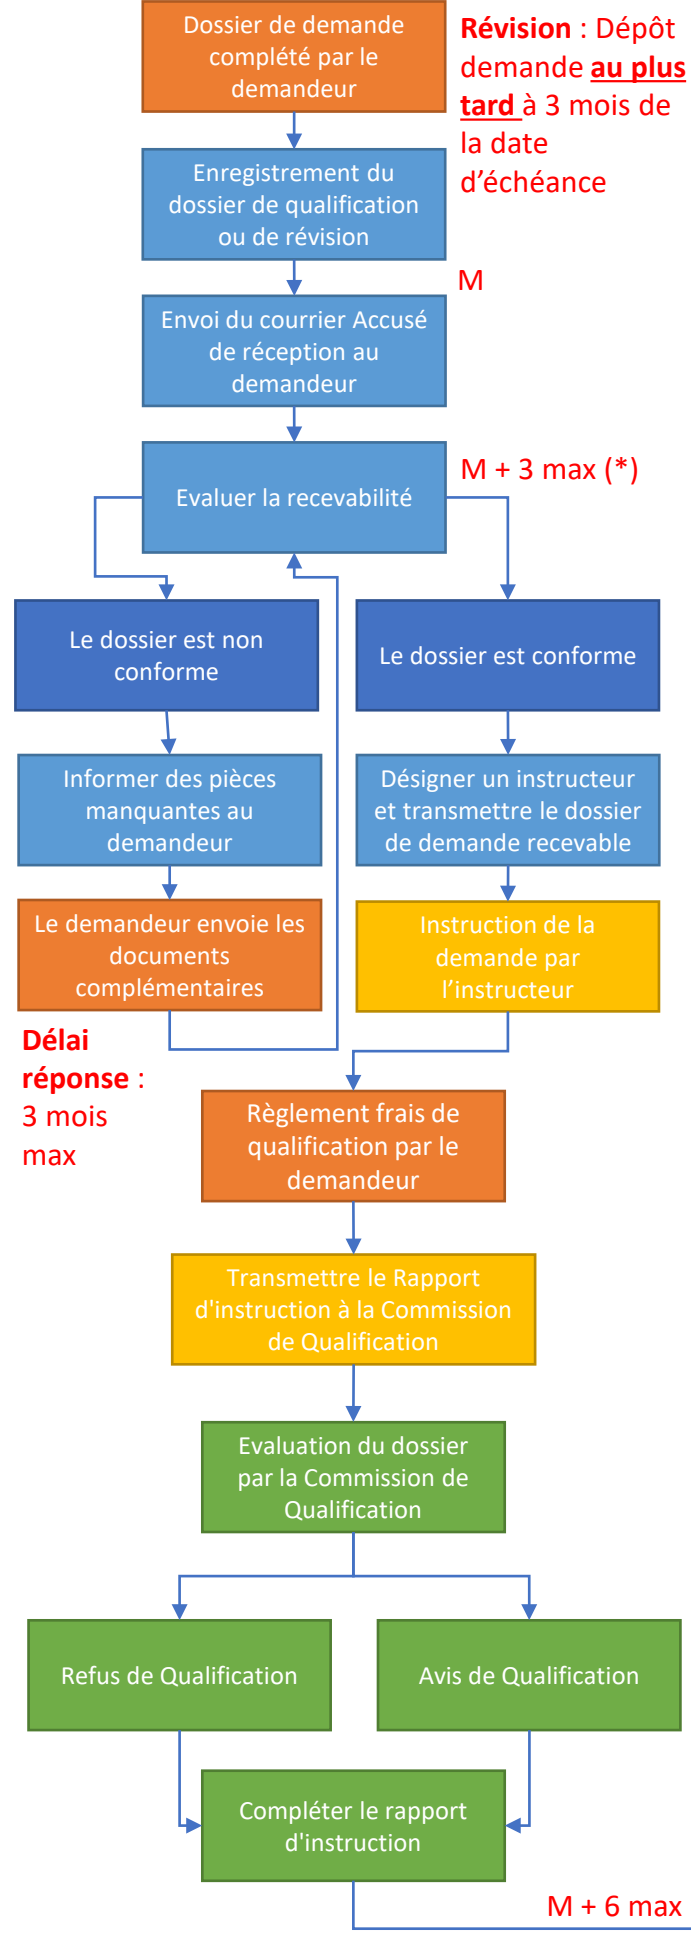 Dossier de demande
complété par le
demandeur
Révision : Dépôt
demande au plus
tard à 3 mois de
la date
d'échéance
Enregistrement du
dossier de qualification
ou de révision
M
Envoi du courrier Accusé
de réception au
demandeur
M + 3 max (*)
Evaluer la recevabilité
Le dossier est non
conforme
Le dossier est conforme
Informer des pièces
manquantes au
demandeur
Désigner un instructeur
et transmettre le dossier
de demande recevable
Le demandeur envoie les
documents
complémentaires
Instruction de la
demande par
l’instructeur
Délai
réponse :
3 mois
max
Règlement frais de
qualification par le
demandeur
Transmettre le Rapport
d'instruction à la Commission
de Qualification
Evaluation du dossier
par la Commission de
Qualification
Refus de Qualification
Avis de Qualification
Compléter le rapport
d'instruction
M + 6 max